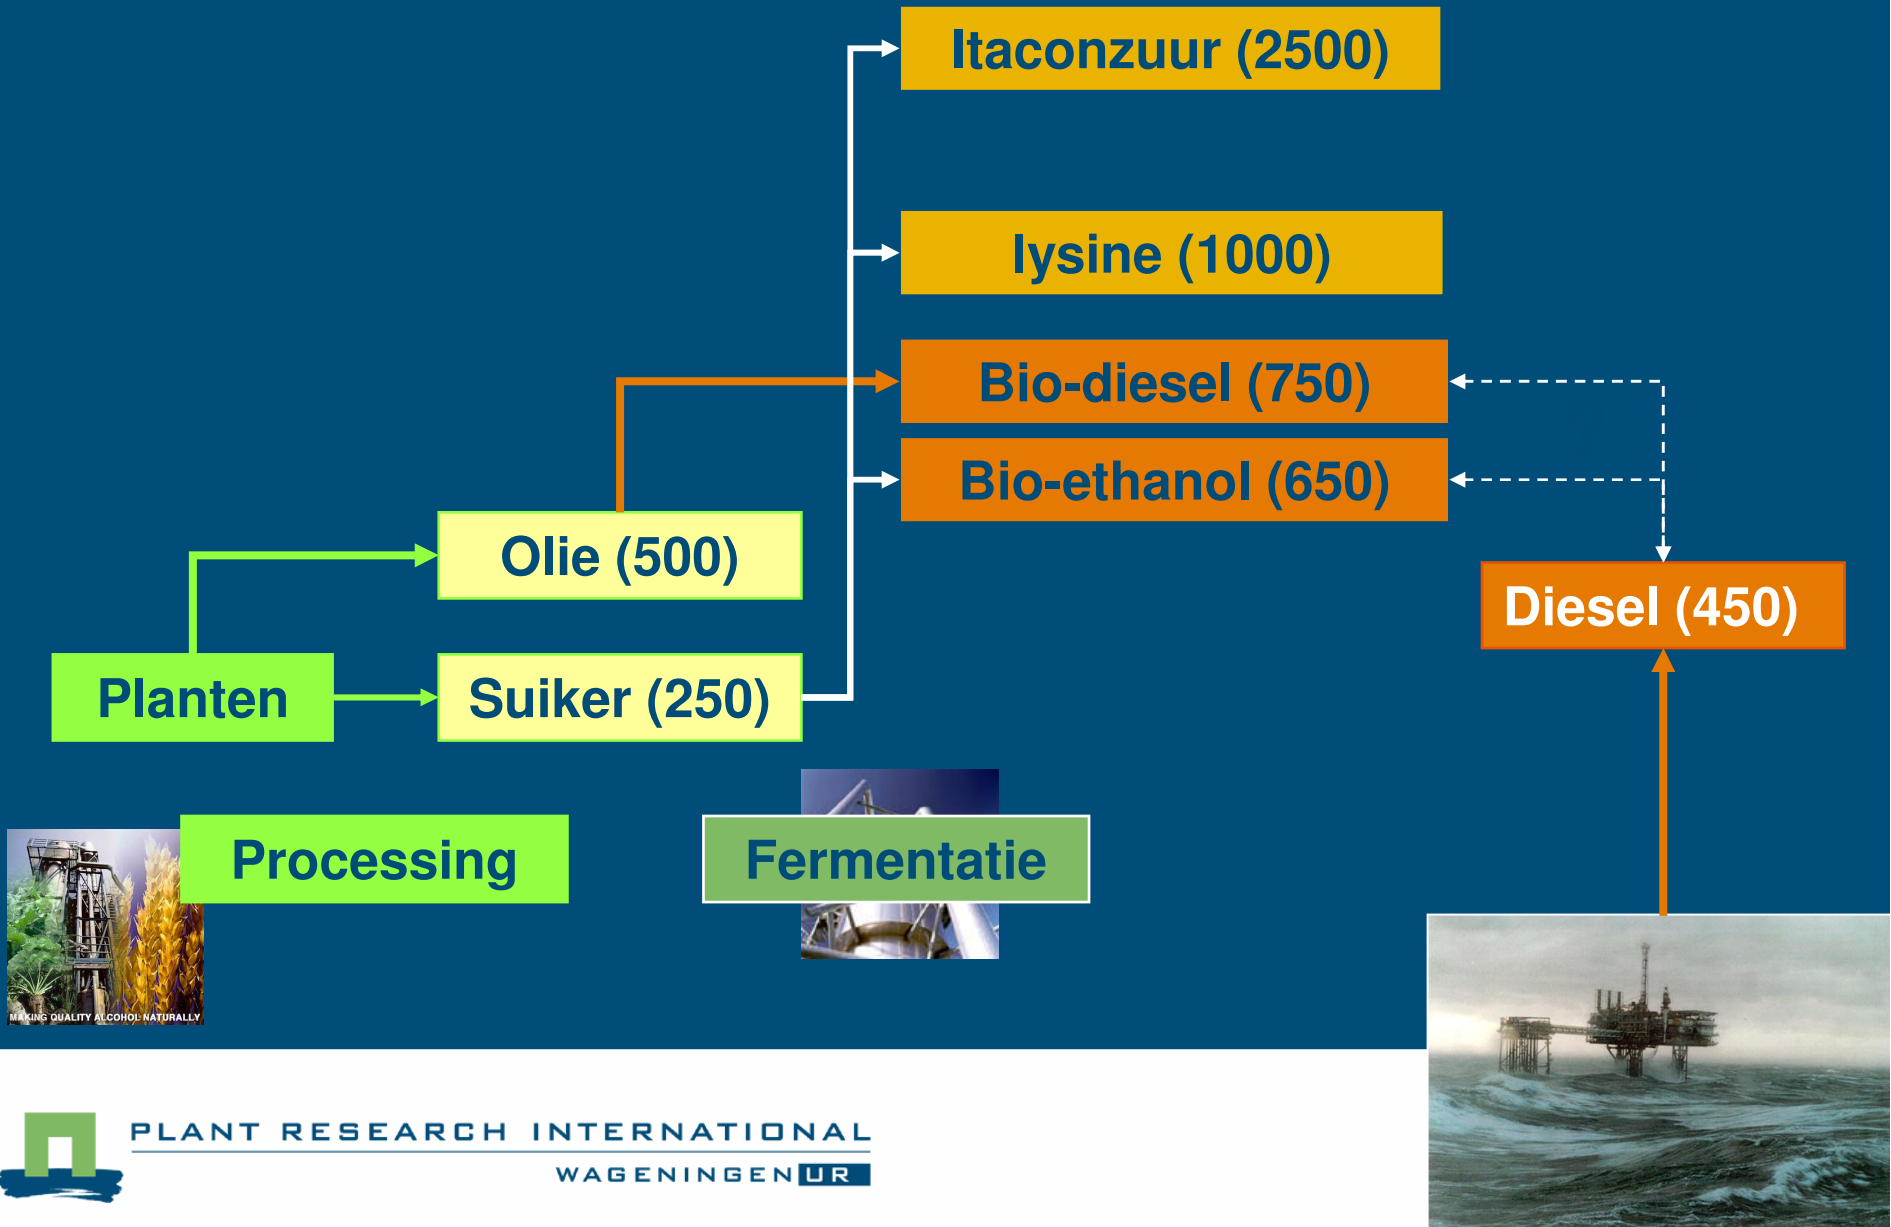 Itaconzuur (2500)
lysine (1000)
Bio-diesel (750)
Bio-ethanol (650)
Olie (500)
Diesel (450)
Planten
Suiker (250)
Processing
Fermentatie
MAKING QUALITY ALCOHOL NATURALLY
PLANT RESEARCH INTERNATIONAL
WAGENINGEN UR